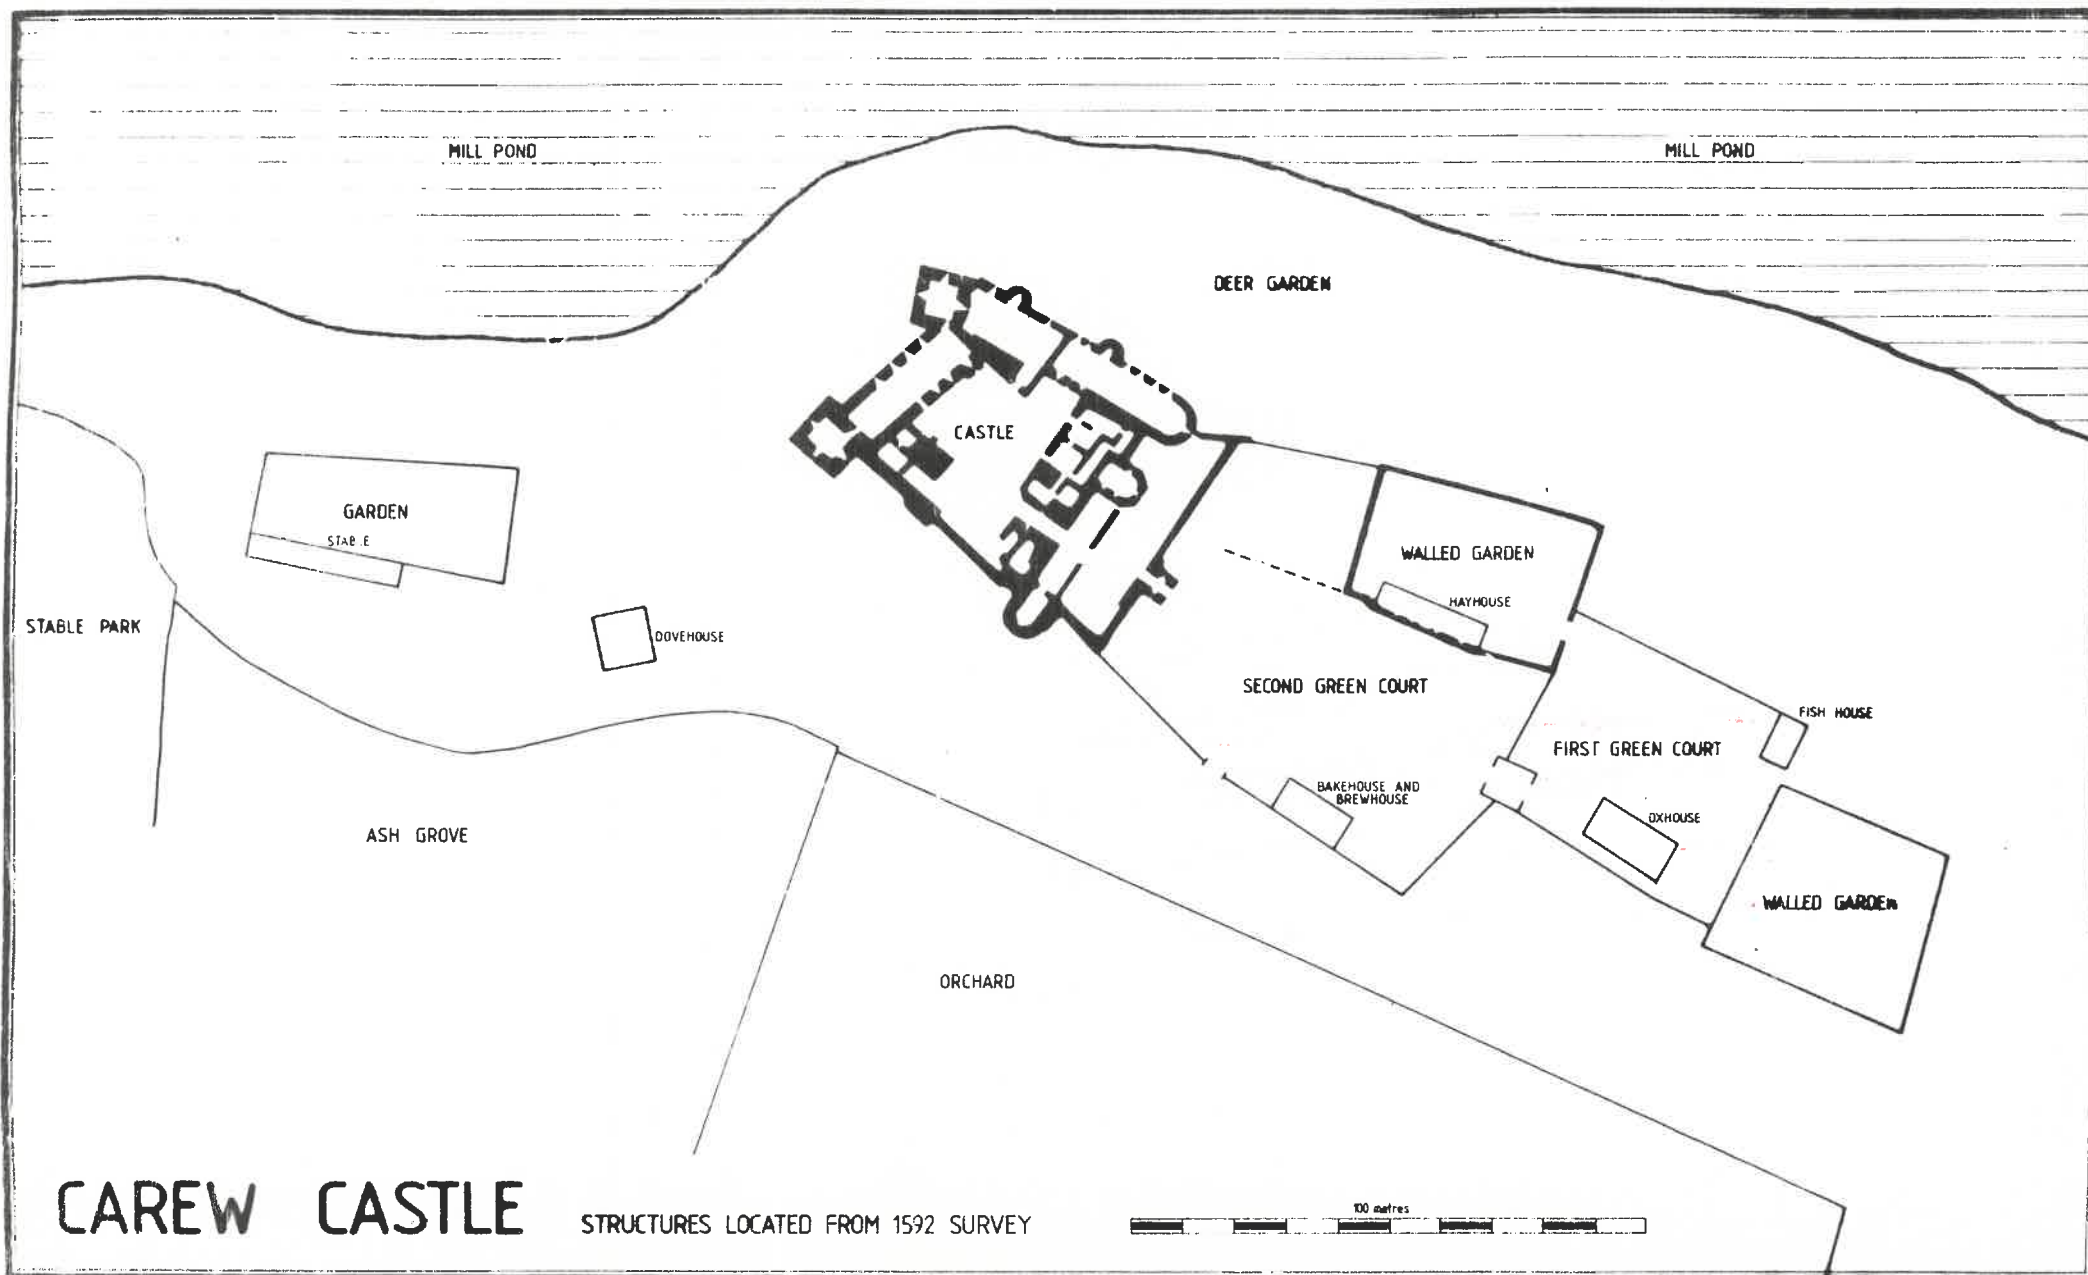 MILL POND
MILL POND
DEER GARDEN
CASTLE
GARDEN
STABLE
WALLED GARDEN
HAYHOUSE
STABLE PARK
DOVEHOUSE
SECOND GREEN COURT
FISH HOUSE
FIRST GREEN COURT
BAKEHOUSE AND
BREWHOUSE
OXHOUSE
ASH GROVE
WALLED GARDEN
ORCHARD
CAREW CASTLE
STRUCTURES LOCATED FROM 1592 SURVEY
100 metres